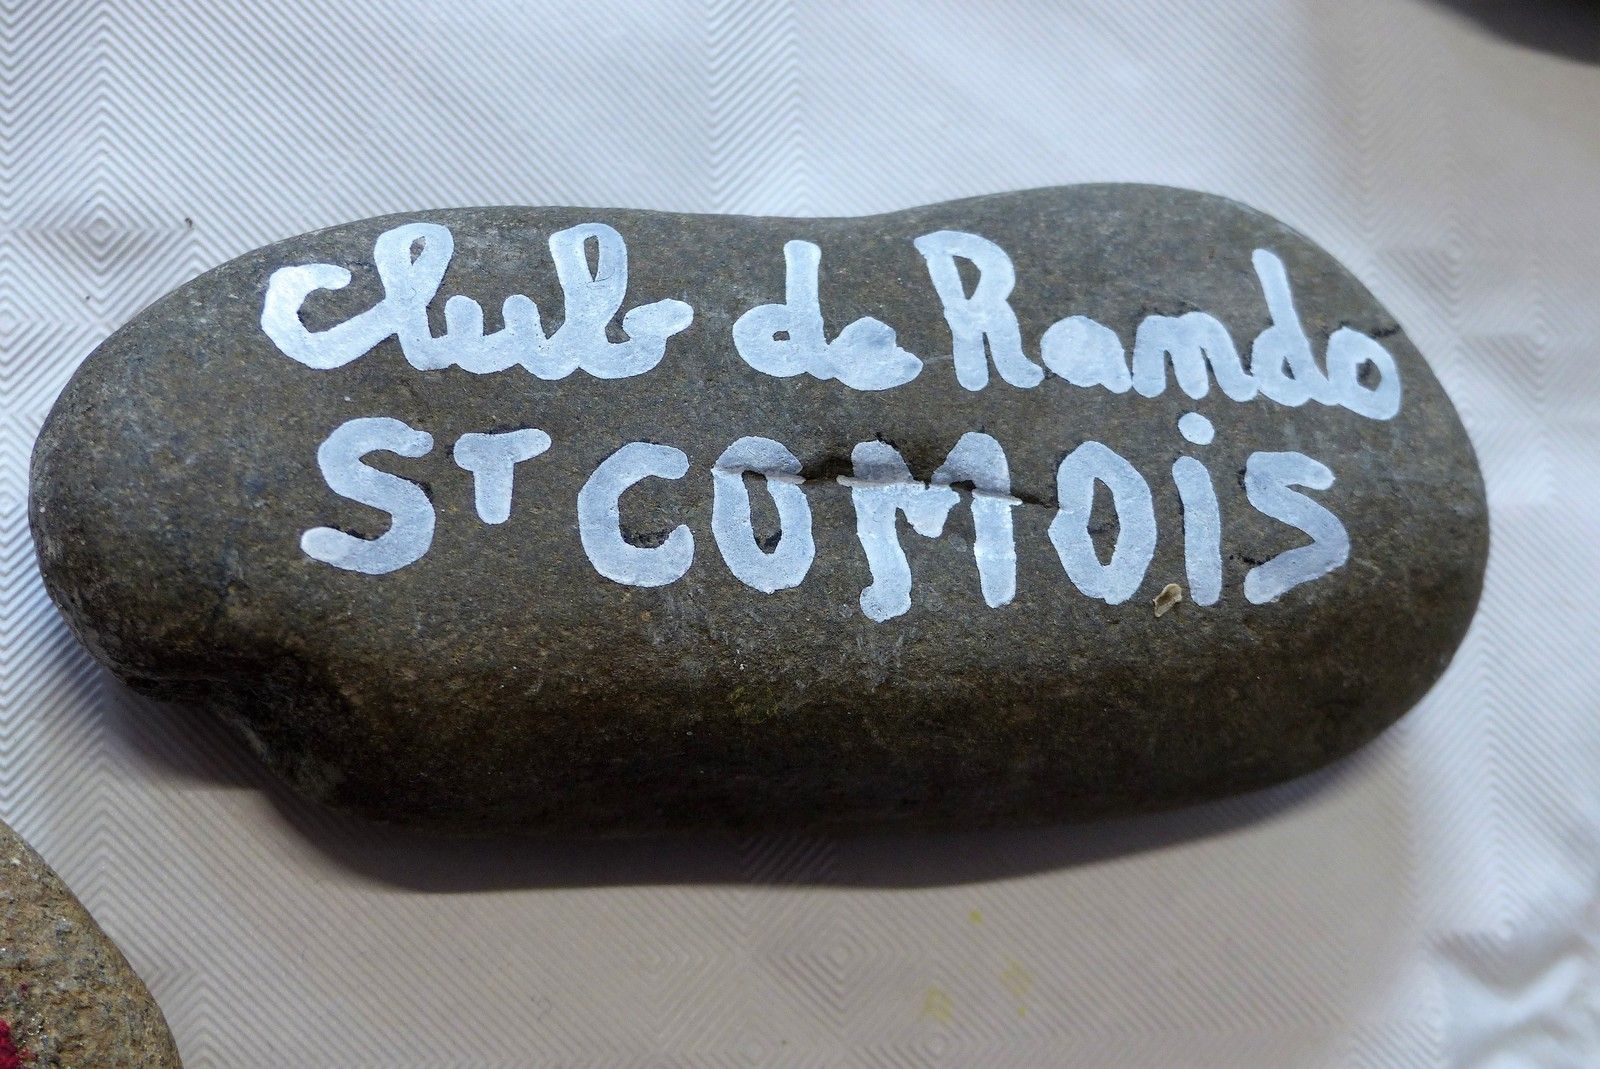 Club de Rando
ST COMOiS